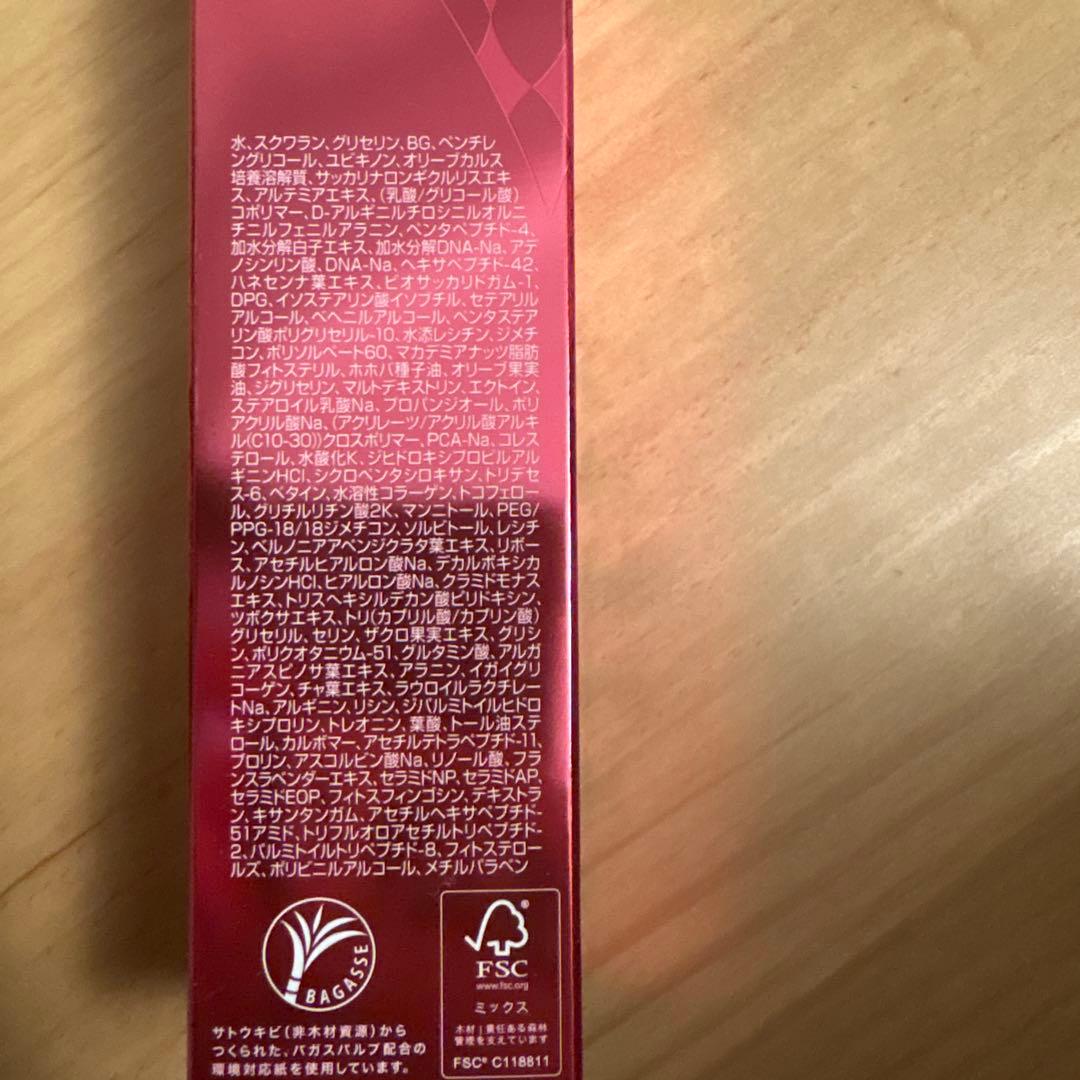 水、スクワラン、グリセリン、BG、ペンチレ
ングリコール、ユビキノン、オリーブカルス
培養溶解質、サッカリナロンギクルリスエキ
ス、アルテミアエキス、(乳酸/グリコール酸)
コポリマー、D-アルギニルチロシニルオルニ
チニルフェニルアラニン、ペンタペプチド-4、
加水分解白子エキス、加水分解DNA-Na、アデ
ノシンリン酸、DNA-Na、ヘキサペプチド-42、
ハネセンナ葉エキス、ビオサッカリドガム-1、
DPG、イソステアリン酸イソプチル、セテアリル
アルコール、ベヘニルアルコール、ペンタステア
リン酸ポリグリセリル-10、水添レシチン、ジメチ
コン、ポリソルベート60、マカデミアナッツ脂肪
酸フィトステリル、ホホバ種子油、オリーブ果実
油、ジグリセリン、マルトデキストリン、エクトイン、
ステアロイル乳酸Na、プロパンジオール、ポリ
アクリル酸Na、(アクリレーツ/アクリル酸アルキ
ル(C10-30))クロスポリマー、PCA-Na、コレス
テロール、水酸化K、ジヒドロキシプロピルアル
ギニンHCl、シクロペンタシロキサン、トリデセ
ス-6、ベタイン、水溶性コラーゲン、トコフェロー
ル、グリチルリチン酸2K、マンニトール、PEG/
PPG-18/18ジメチコン、ソルビトール、レシチ
ン、ベルノニアアペンジクラタ葉エキス、リボー
ス、アセチルヒアルロン酸Na、デカルボキシカ
ルノシンHCl、ヒアルロン酸Na、クラミドモナス
エキス、トリスヘキシルデカン酸ピリドキシン、
ツボクサエキス、トリ(カプリル酸/カプリン酸)
グリセリル、セリン、ザクロ果実エキス、グリシ
ン、ポリクオタニウム-51、グルタミン酸、アルガ
ニアスピノサ葉エキス、アラニン、イガイグリ
コーゲン、チャ葉エキス、ラウロイルラクチレー
トNa、アルギニン、リシン、ジパルミトイルヒドロ
キシプロリン、トレオニン、葉酸、トール油ステ
ロール、カルボマー、アセチルテトラペプチド-11、
プロリン、アスコルビン酸Na、リノール酸、フラ
ンスラベンダーエキス、セラミドNP、セラミドAP、
セラミドEOP、フィトスフィンゴシン、デキストラ
ン、キサンタンガム、アセチルヘキサペプチド-
51アミド、トリフルオロアセチルトリペプチド-
2、パルミトイルトリペプチド-8、フィトステロー
ルズ、ポリビニルアルコール、メチルパラベン
BAGASSE
サトウキビ(非木材資源)から
つくられた、バガスパルプ配合の
環境対応紙を使用しています。
®
FSC
www.fsc.org
ミックス
木材|責任ある森林
管理を支えています
FSC® C118811